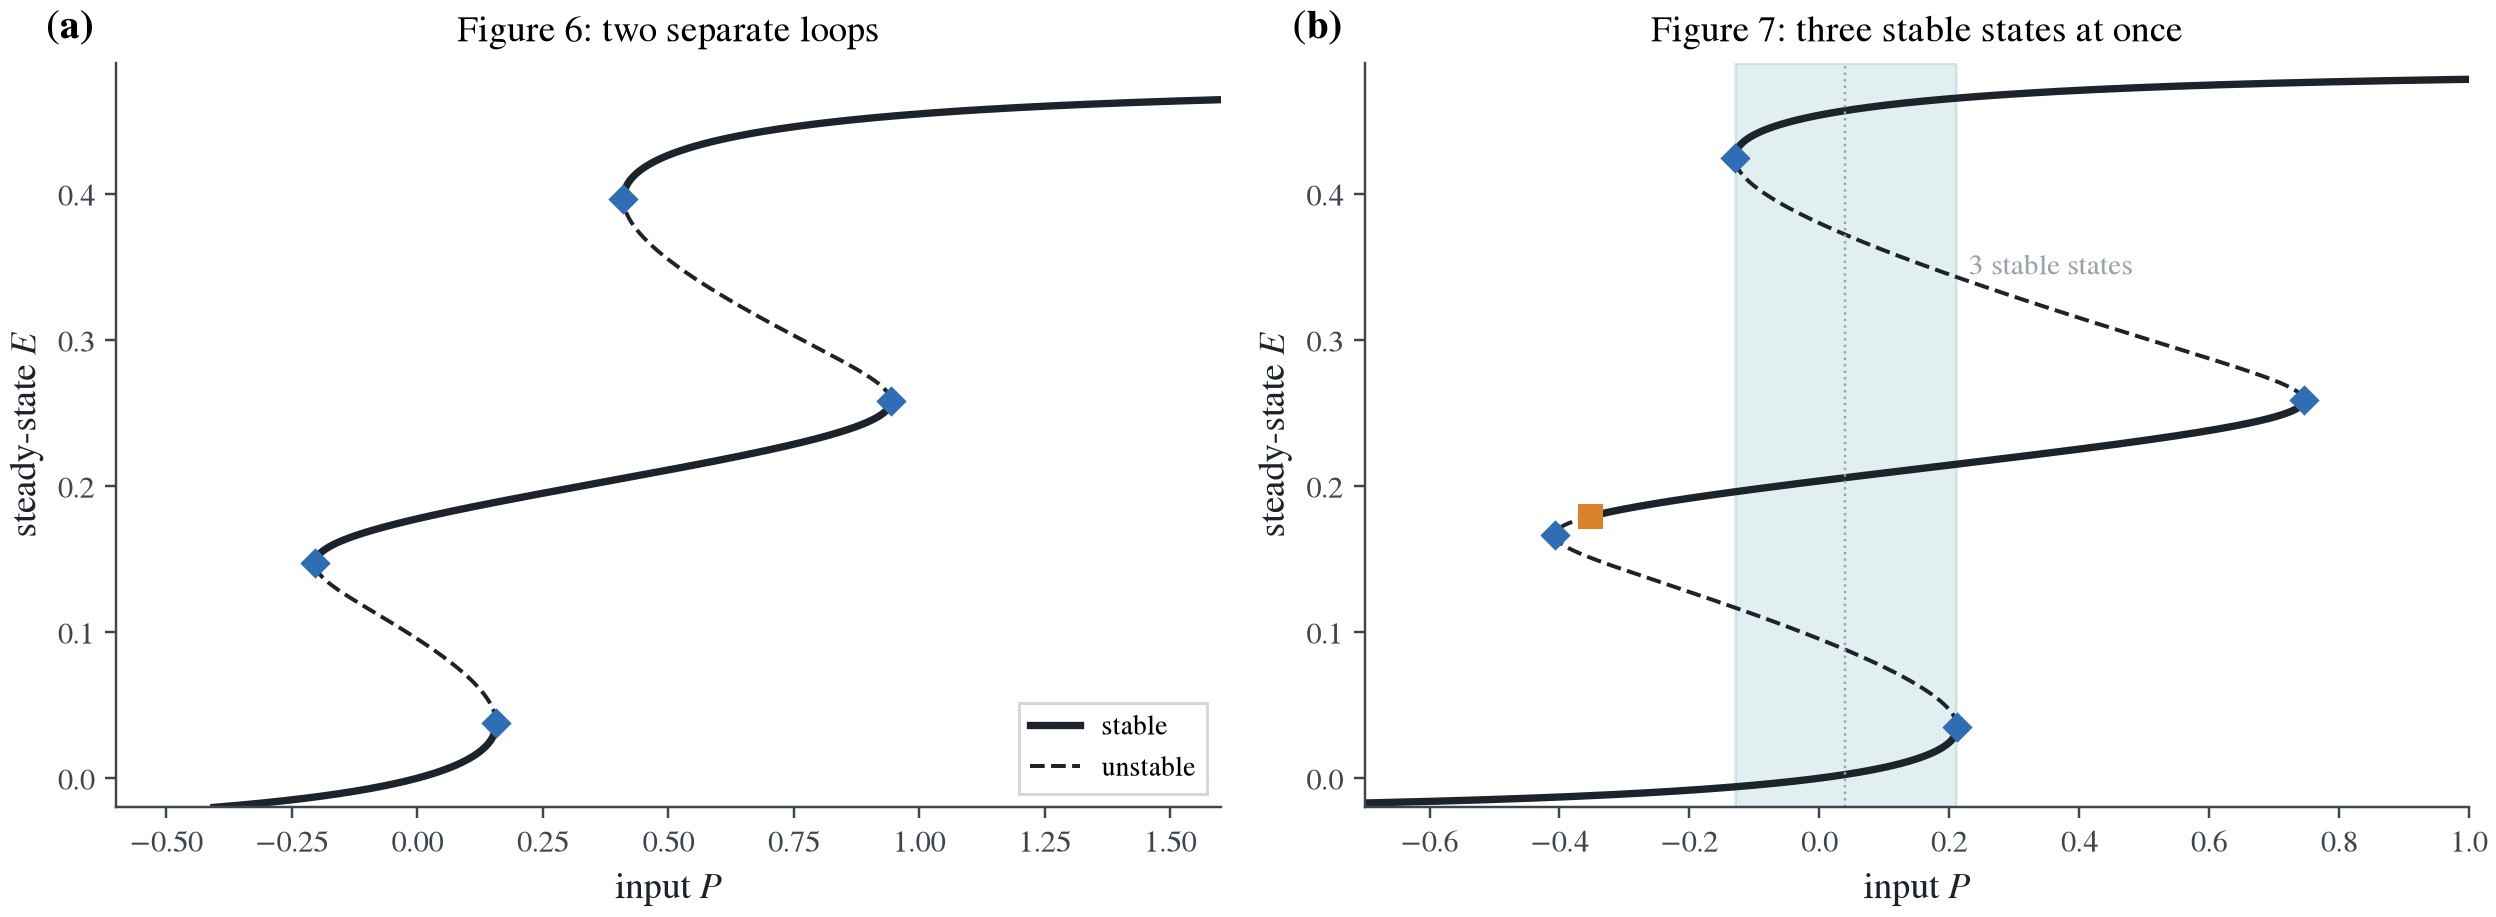 (a)
Figure 6: two separate loops
steady-state E
0.4
0.3
0.2
0.1
0.0
−0.50 −0.25 0.00 0.25 0.50 0.75 1.00 1.25 1.50
input P
stable
unstable
(b)
Figure 7: three stable states at once
steady-state E
0.4
0.3
0.2
0.1
0.0
3 stable states
−0.6 −0.4 −0.2 0.0 0.2 0.4 0.6 0.8 1.0
input P